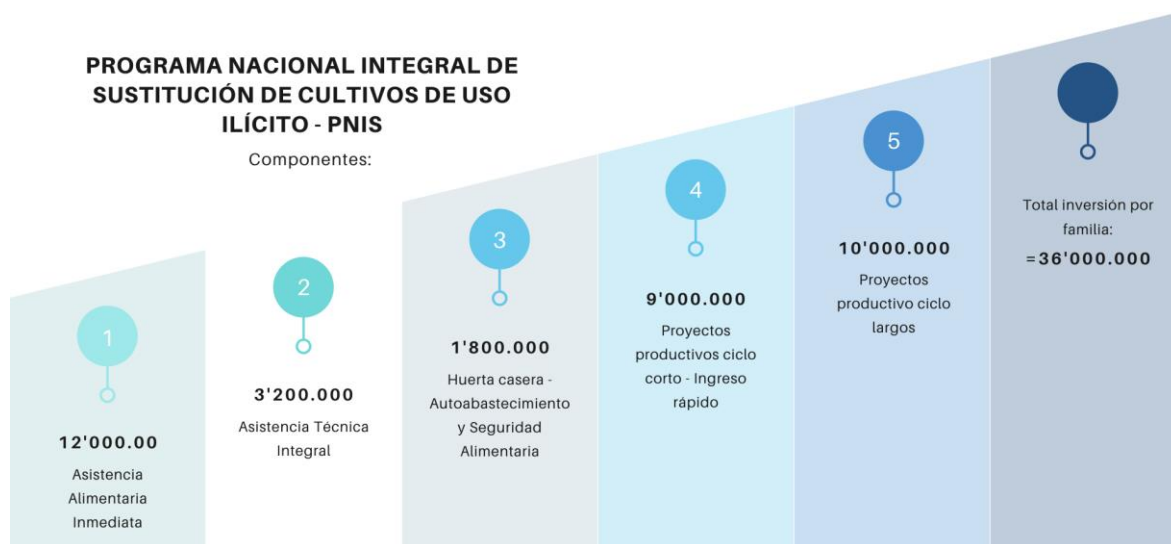 PROGRAMA NACIONAL INTEGRAL DE
SUSTITUCIÓN DE CULTIVOS DE USO
ILÍCITO - PNIS
Componentes:
1
12'000.00
Asistencia
Alimentaria
Inmediata
2
3'200.000
Asistencia Técnica
Integral
3
1'800.000
Huerta casera -
Autoabastecimiento
y Seguridad
Alimentaria
4
9'000.000
Proyectos
productivos ciclo
corto - Ingreso
rápido
5
10'000.000
Proyectos
productivo ciclo
largos
Total inversión por
familia:
=36'000.000